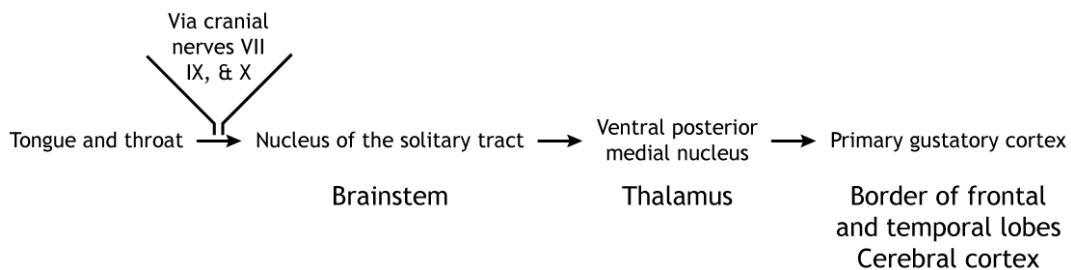 Via cranial
nerves VII
IX, & X
Tongue and throat
Nucleus of the solitary tract
Ventral posterior
medial nucleus
Primary gustatory cortex
Brainstem
Thalamus
Border of frontal
and temporal lobes
Cerebral cortex